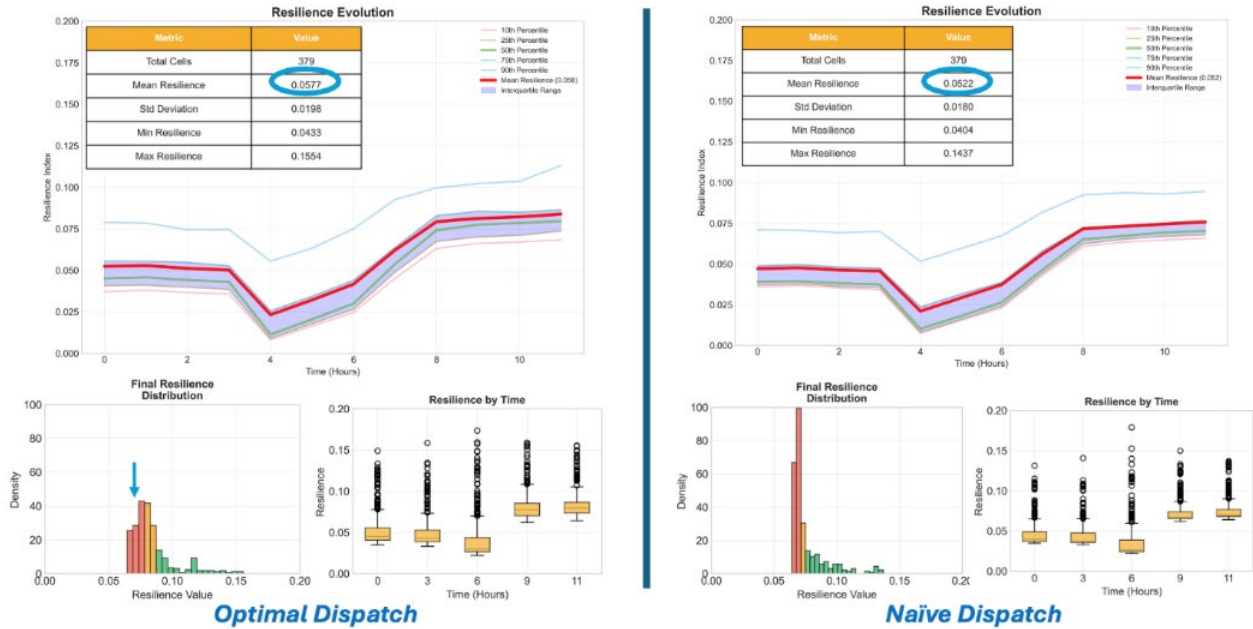 Resilience Evolution
0.200
0.175
0.150
0.125
0.100
0.075
0.050
0.025
0.000
Resilience Index
Metric Value
Total Cells 379
Mean Resilience 0.0577
Std Deviation 0.0198
Min Resilience 0.0433
Max Resilience 0.1554
10th Percentile
25th Percentile
50th Percentile
75th Percentile
90th Percentile
Mean Resilience (0.058)
Interquartile Range
0 2 4 6 8 10
Time (Hours)
Final Resilience
Distribution
100
80
60
40
20
0
Density
0.00 0.05 0.10 0.15 0.20
Resilience Value
Resilience by Time
0.20
0.15
0.10
0.05
0.00
Resilience
0 3 6 9 11
Time (Hours)
Optimal Dispatch
Resilience Evolution
0.200
0.175
0.150
0.125
0.100
0.075
0.050
0.025
0.000
Resilience Index
Metric Value
Total Cells 379
Mean Resilience 0.0522
Std Deviation 0.0180
Min Resilience 0.0404
Max Resilience 0.1437
10th Percentile
25th Percentile
50th Percentile
75th Percentile
90th Percentile
Mean Resilience (0.052)
Interquartile Range
0 2 4 6 8 10
Time (Hours)
Final Resilience
Distribution
100
80
60
40
20
0
Density
0.00 0.05 0.10 0.15 0.20
Resilience Value
Resilience by Time
0.20
0.15
0.10
0.05
0.00
Resilience
0 3 6 9 11
Time (Hours)
Naïve Dispatch